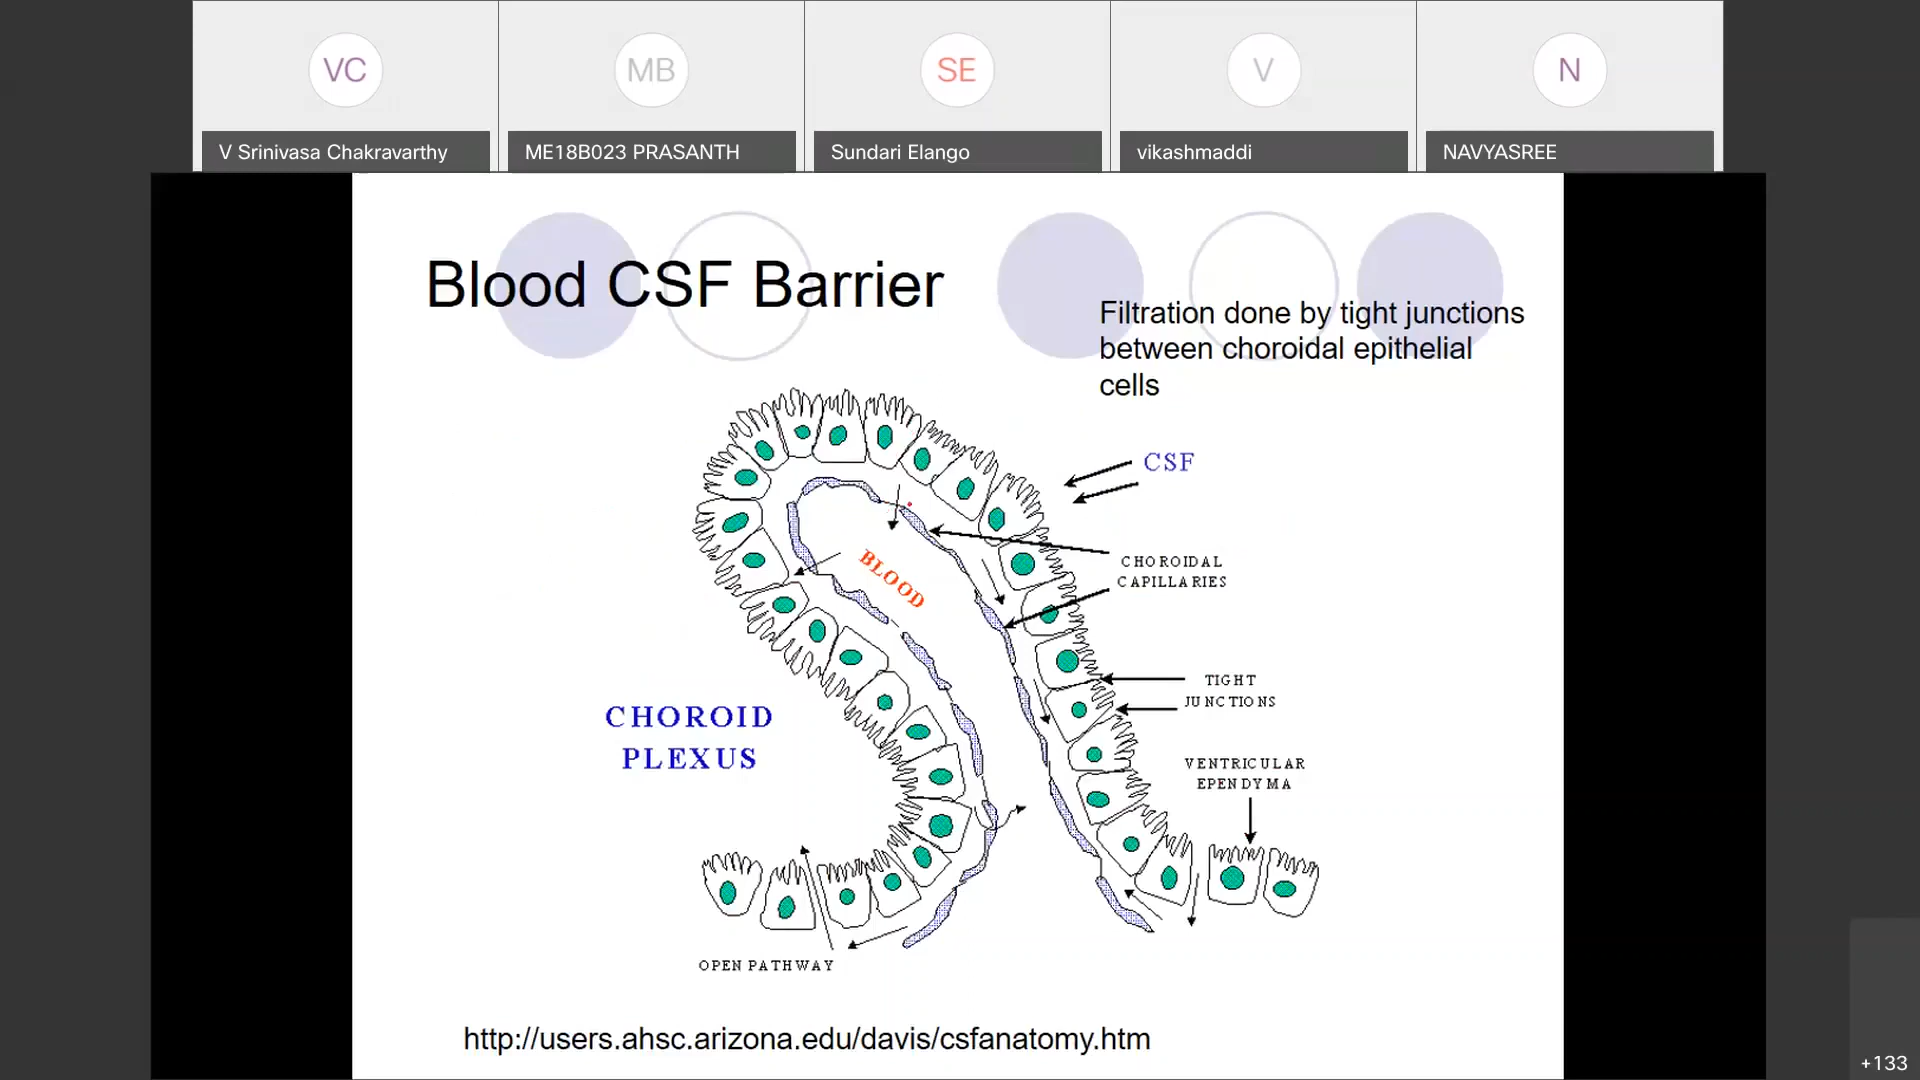 VC
MB
SE
V
N
V Srinivasa Chakravarthy
ME18B023 PRASANTH
Sundari Elango
vikashmaddi
NAVYASREE
Blood CSF Barrier
Filtration done by tight junctions
between choroidal epithelial
cells
CSF
BLOOD
CHOROIDAL
CAPILLARIES
TIGHT
JUNCTIONS
CHOROID
PLEXUS
VENTRICULAR
EPENDYMA
OPEN PATHWAY
http://users.ahsc.arizona.edu/davis/csfanatomy.htm
+133